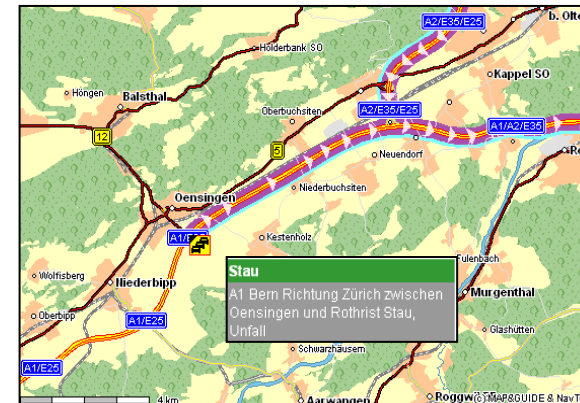 A2/E35/E25
b. Olte
Holderbank SO
Kappel SO
Höngen
Balsthal
Oberbuchsiten
A2/E35/E25
A1/A2/E35
12
5
Neuendorf
Oensingen
Niederbuchsiten
A1/E25
Kestenholz
Stau
A1 Bern Richtung Zürich zwischen
Oensingen und Rothrist Stau,
Unfall
Fulenbach
Wolfisberg
Niederbipp
Murgenthal
Oberbipp
A1/E25
Glashütten
Schwarzhäusern
A1/E25
4 km
Aarwangen
(c) MAP&GUIDE & NavT